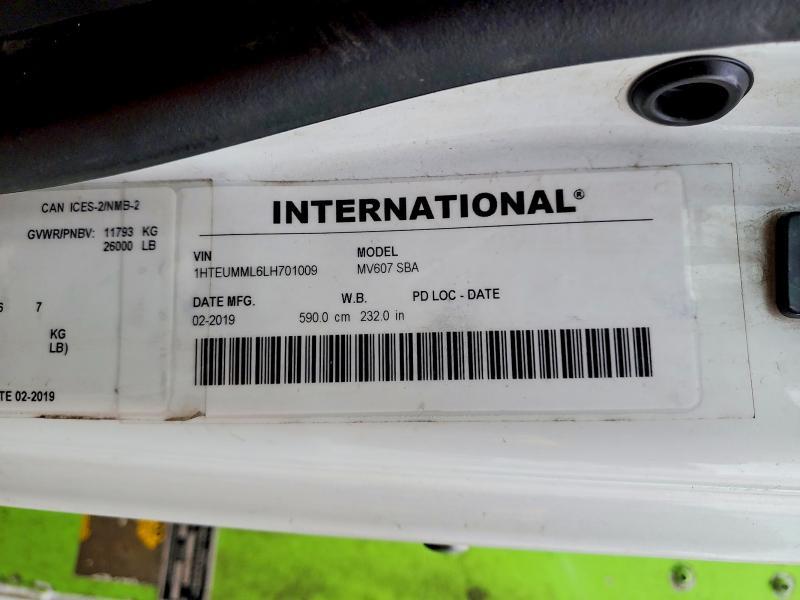 CAN ICES-2/NMB-2
GVWR/PNBV: 11793 KG
26000 LB
7
KG
LB)
TE 02-2019
INTERNATIONAL®
VIN MODEL
1HTEUMML6LH701009 MV607 SBA
DATE MFG. W.B. PD LOC - DATE
02-2019 590.0 cm 232.0 in